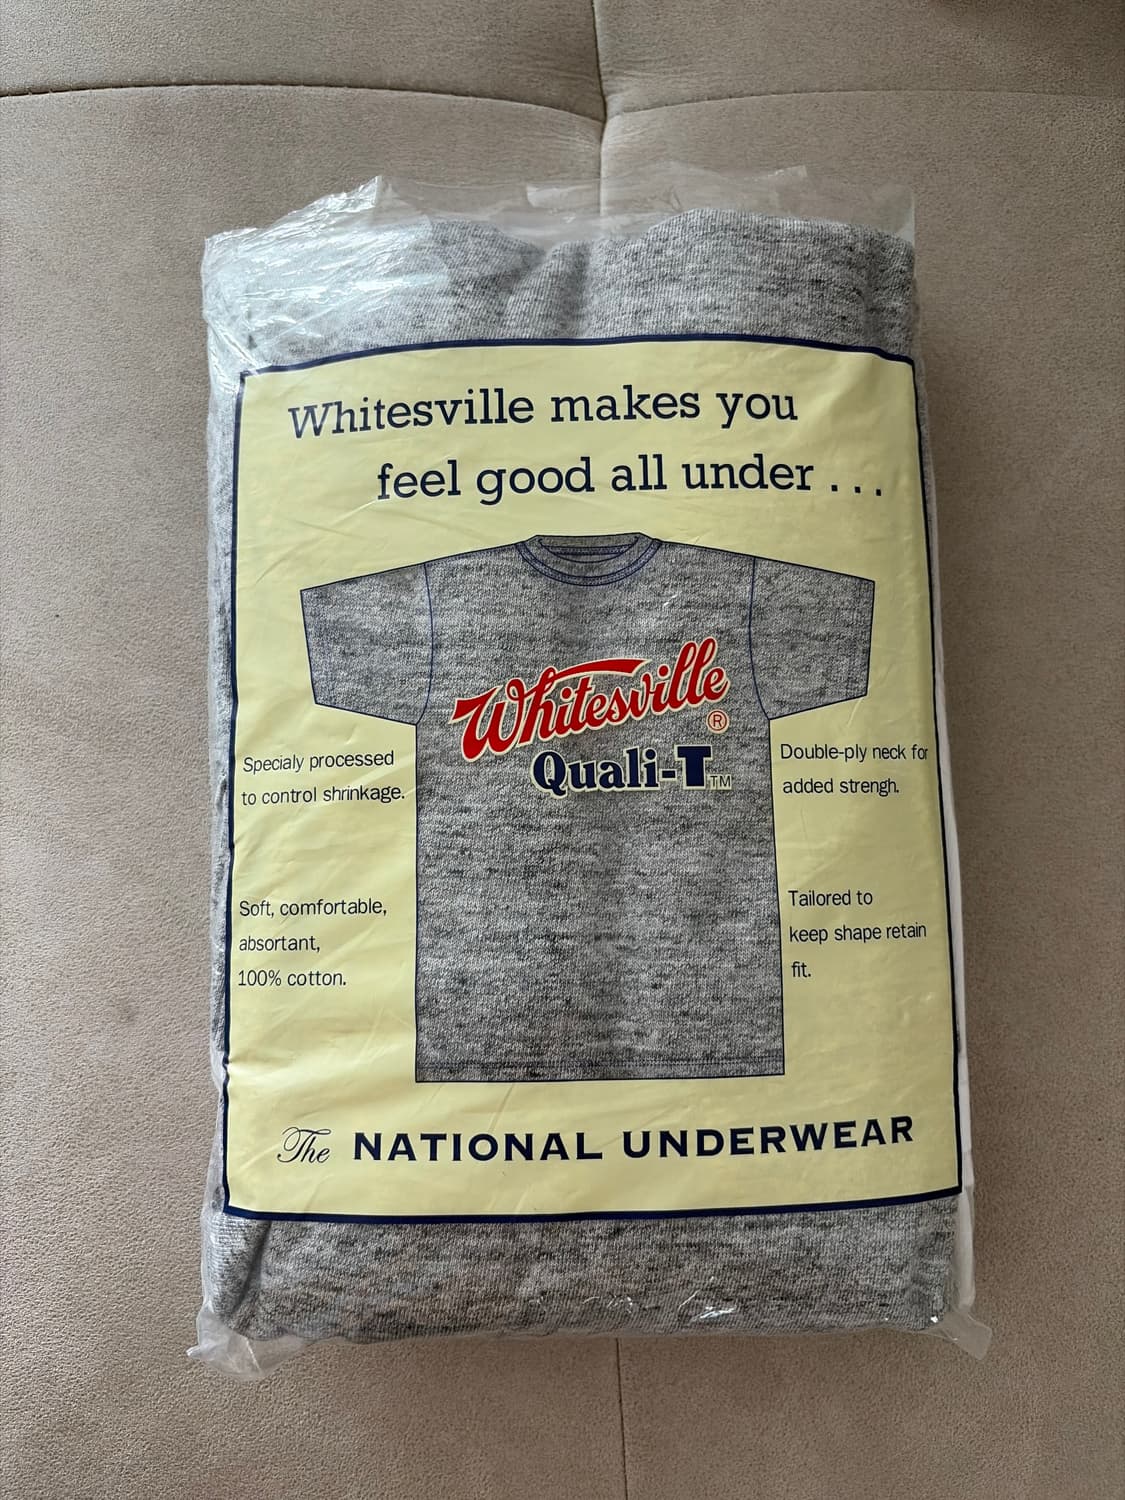 Whitesville makes you
feel good all under . . .
Whitesville ®
Quali-T TM
Specialy processed
to control shrinkage.
Double-ply neck for
added strengh.
Soft, comfortable,
absortant,
100% cotton.
Tailored to
keep shape retain
fit.
The NATIONAL UNDERWEAR